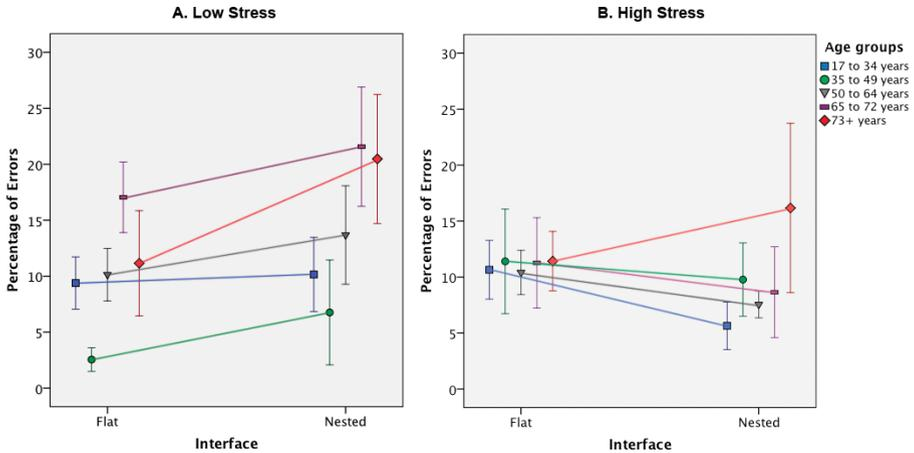 A. Low Stress
30
25
20
15
10
5
0
Percentage of Errors
Flat
Nested
Interface
B. High Stress
30
25
20
15
10
5
0
Percentage of Errors
Flat
Nested
Interface
Age groups
17 to 34 years
35 to 49 years
50 to 64 years
65 to 72 years
73+ years